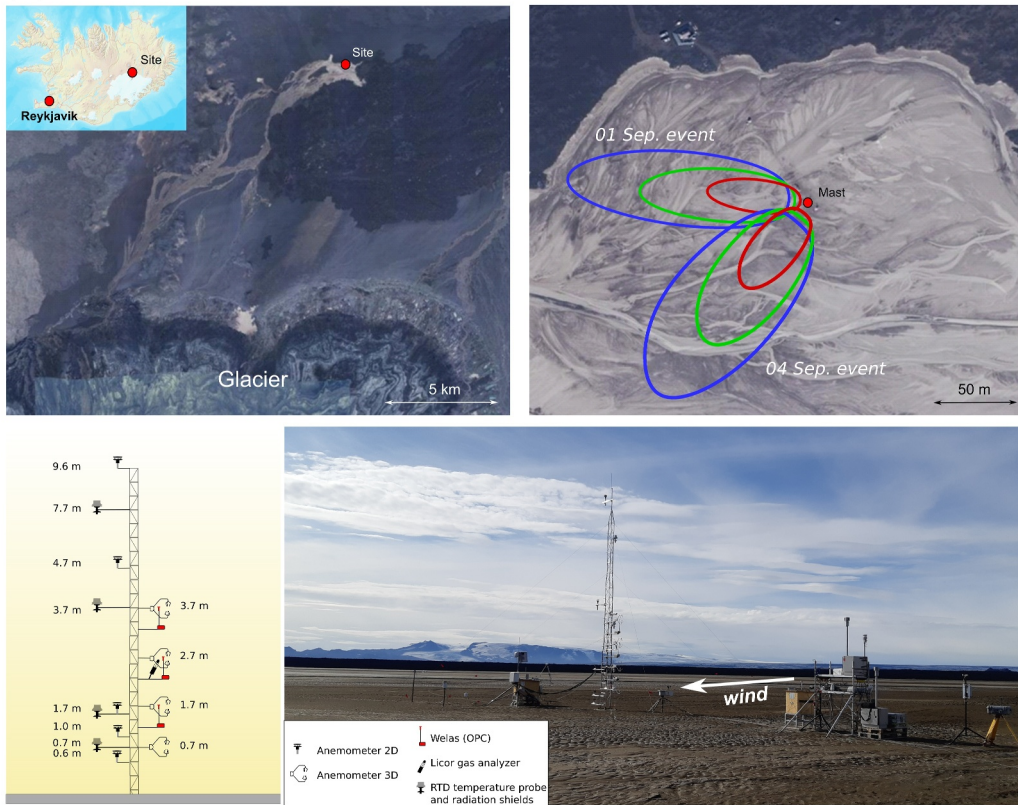 Site
Reykjavik
Site
Glacier
5 km
01 Sep. event
Mast
04 Sep. event
50 m
9.6 m
7.7 m
4.7 m
3.7 m
3.7 m
2.7 m
1.7 m
1.7 m
1.0 m
0.7 m
0.7 m
0.6 m
wind
Anemometer 2D
Anemometer 3D
Welas (OPC)
Licor gas analyzer
RTD temperature probe
and radiation shields